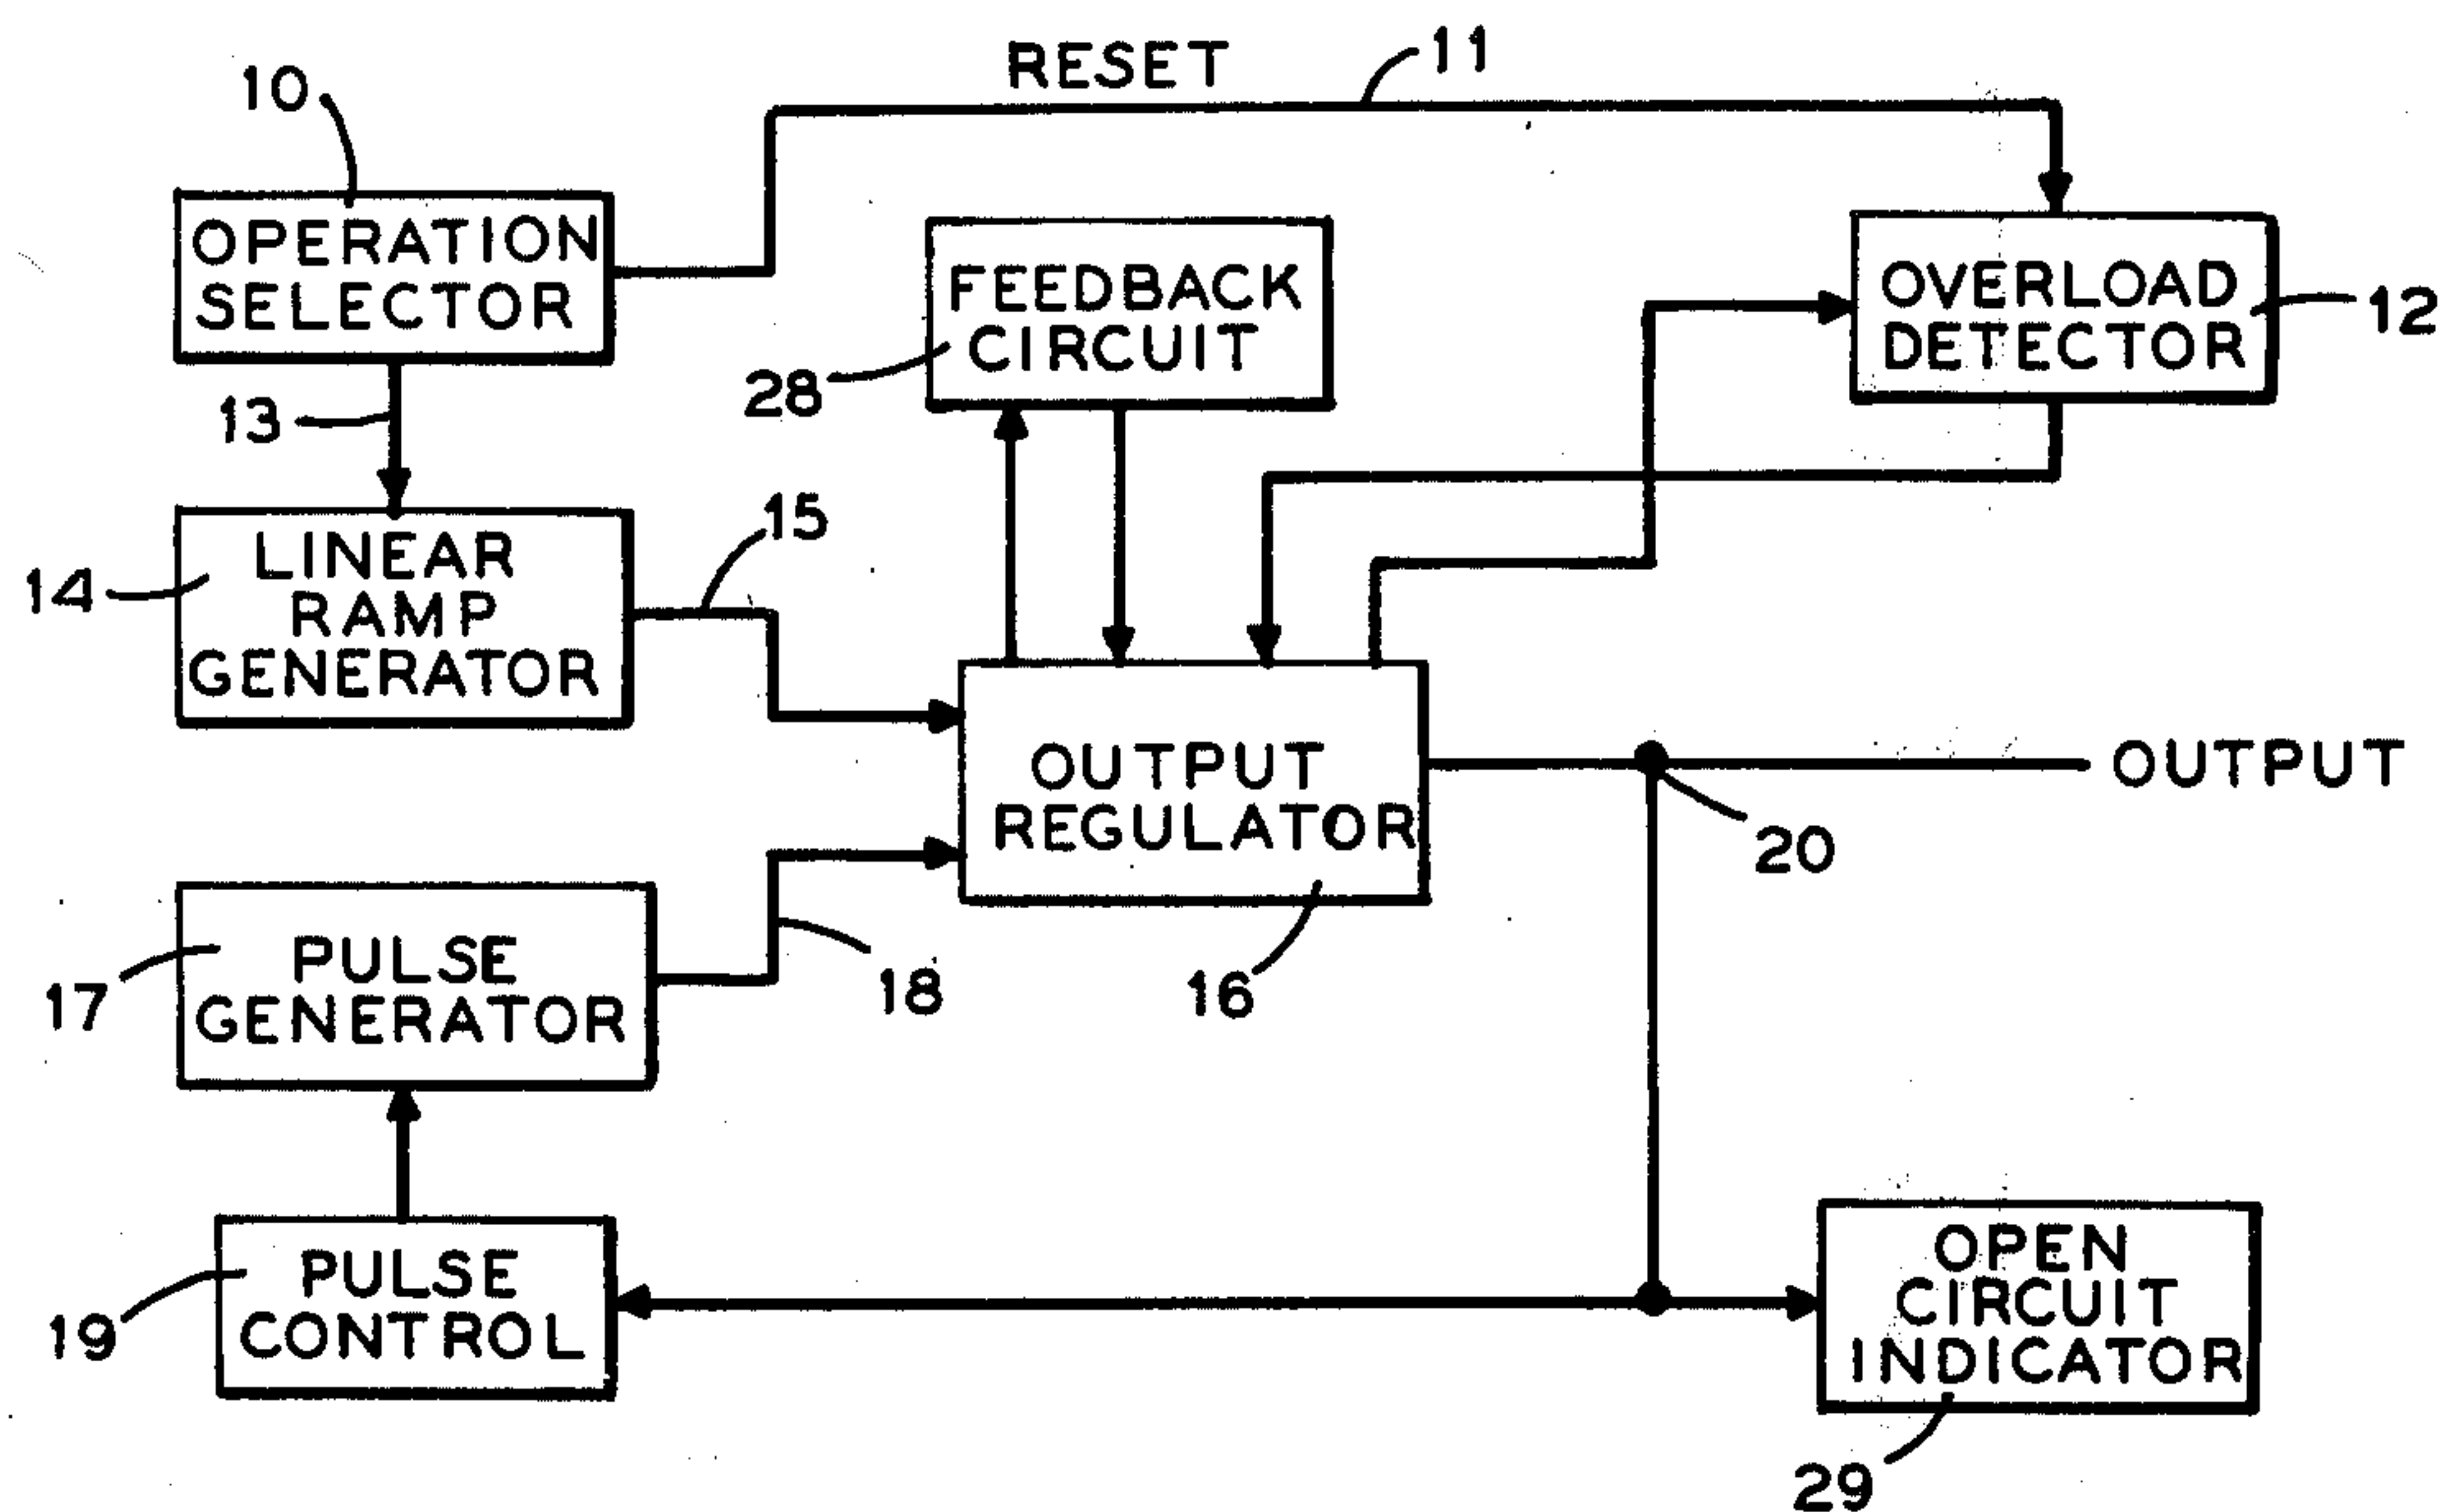 RESET
11
10
OPERATION
SELECTOR
FEEDBACK
CIRCUIT
28
OVERLOAD
DETECTOR
12
13
LINEAR
RAMP
GENERATOR
14
15
OUTPUT
REGULATOR
16
OUTPUT
20
PULSE
GENERATOR
17
18
PULSE
CONTROL
19
OPEN
CIRCUIT
INDICATOR
29